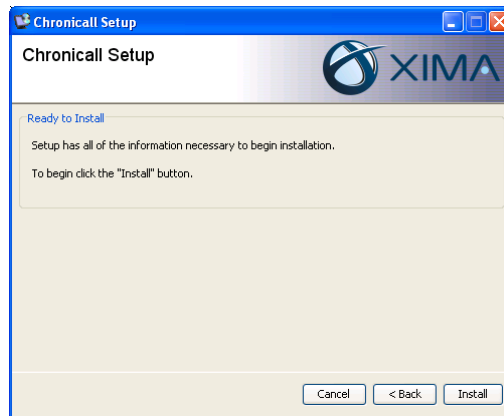 Chronicall Setup
Chronicall Setup
XIMA
Ready to Install
Setup has all of the information necessary to begin installation.
To begin click the "Install" button.
Cancel
< Back
Install